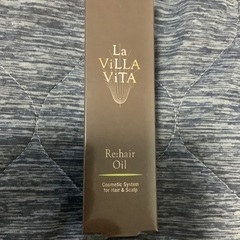 La
ViLLA
ViTA
Re:hair
Oil
Cosmetic System
for Hair & Scalp